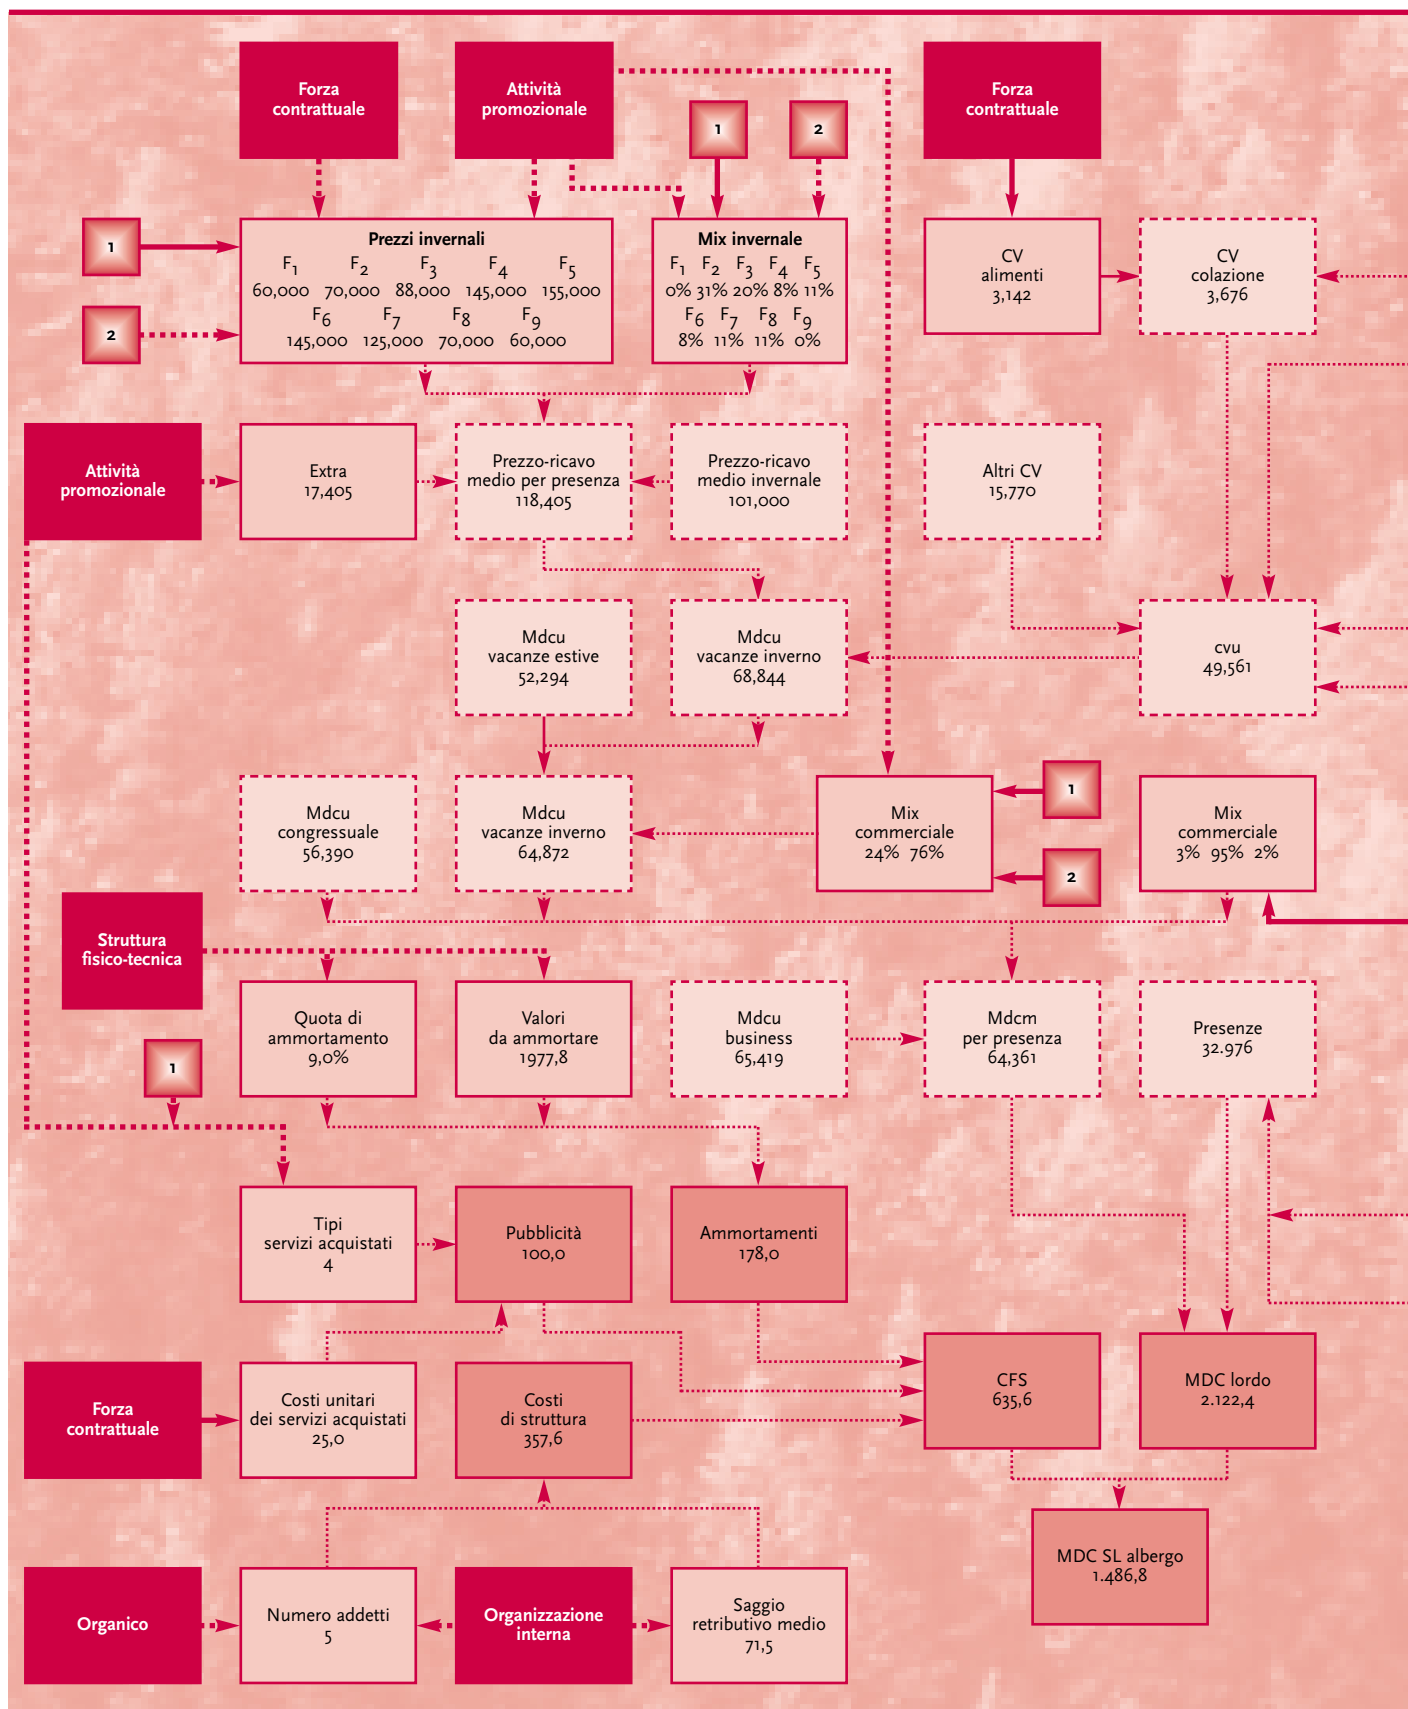 Forza
contrattuale
Attività
promozionale
Forza
contrattuale
1
2
1
2
Prezzi invernali
F1 F2 F3 F4 F5
60,000 70,000 88,000 145,000 155,000
F6 F7 F8 F9
145,000 125,000 70,000 60,000
Mix invernale
F1 F2 F3 F4 F5
0% 31% 20% 8% 11%
F6 F7 F8 F9
8% 11% 11% 0%
CV
alimenti
3,142
CV
colazione
3,676
Attività
promozionale
Extra
17,405
Prezzo-ricavo
medio per presenza
118,405
Prezzo-ricavo
medio invernale
101,000
Altri CV
15,770
Mdcu
vacanze estive
52,294
Mdcu
vacanze inverno
68,844
cvu
49,561
Mdcu
congressuale
56,390
Mdcu
vacanze inverno
64,872
Mix
commerciale
24% 76%
1
2
Mix
commerciale
3% 95% 2%
Struttura
fisico-tecnica
1
Quota di
ammortamento
9,0%
Valori
da ammortare
1977,8
Mdcu
business
65,419
Mdcm
per presenza
64,361
Presenze
32.976
Tipi
servizi acquistati
4
Pubblicità
100,0
Ammortamenti
178,0
Forza
contrattuale
Costi unitari
dei servizi acquistati
25,0
Costi
di struttura
357,6
CFS
635,6
MDC lordo
2.122,4
MDC SL albergo
1.486,8
Organico
Numero addetti
5
Organizzazione
interna
Saggio
retributivo medio
71,5